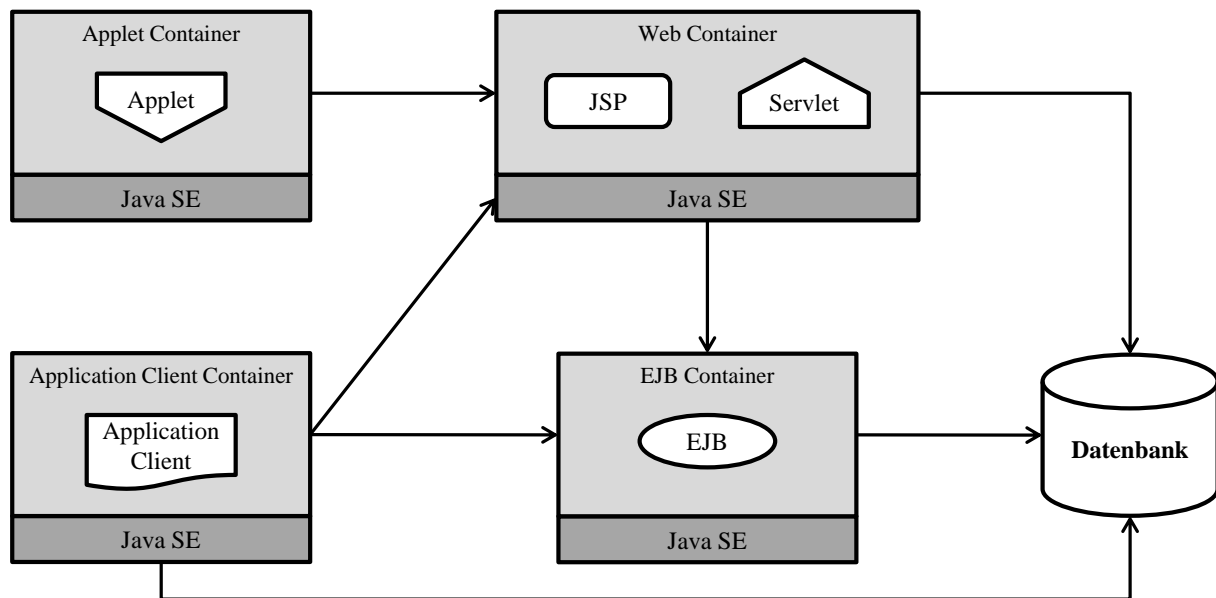 Applet Container
Applet
Java SE
Web Container
JSP
Servlet
Java SE
Application Client Container
Application
Client
Java SE
EJB Container
EJB
Java SE
Datenbank